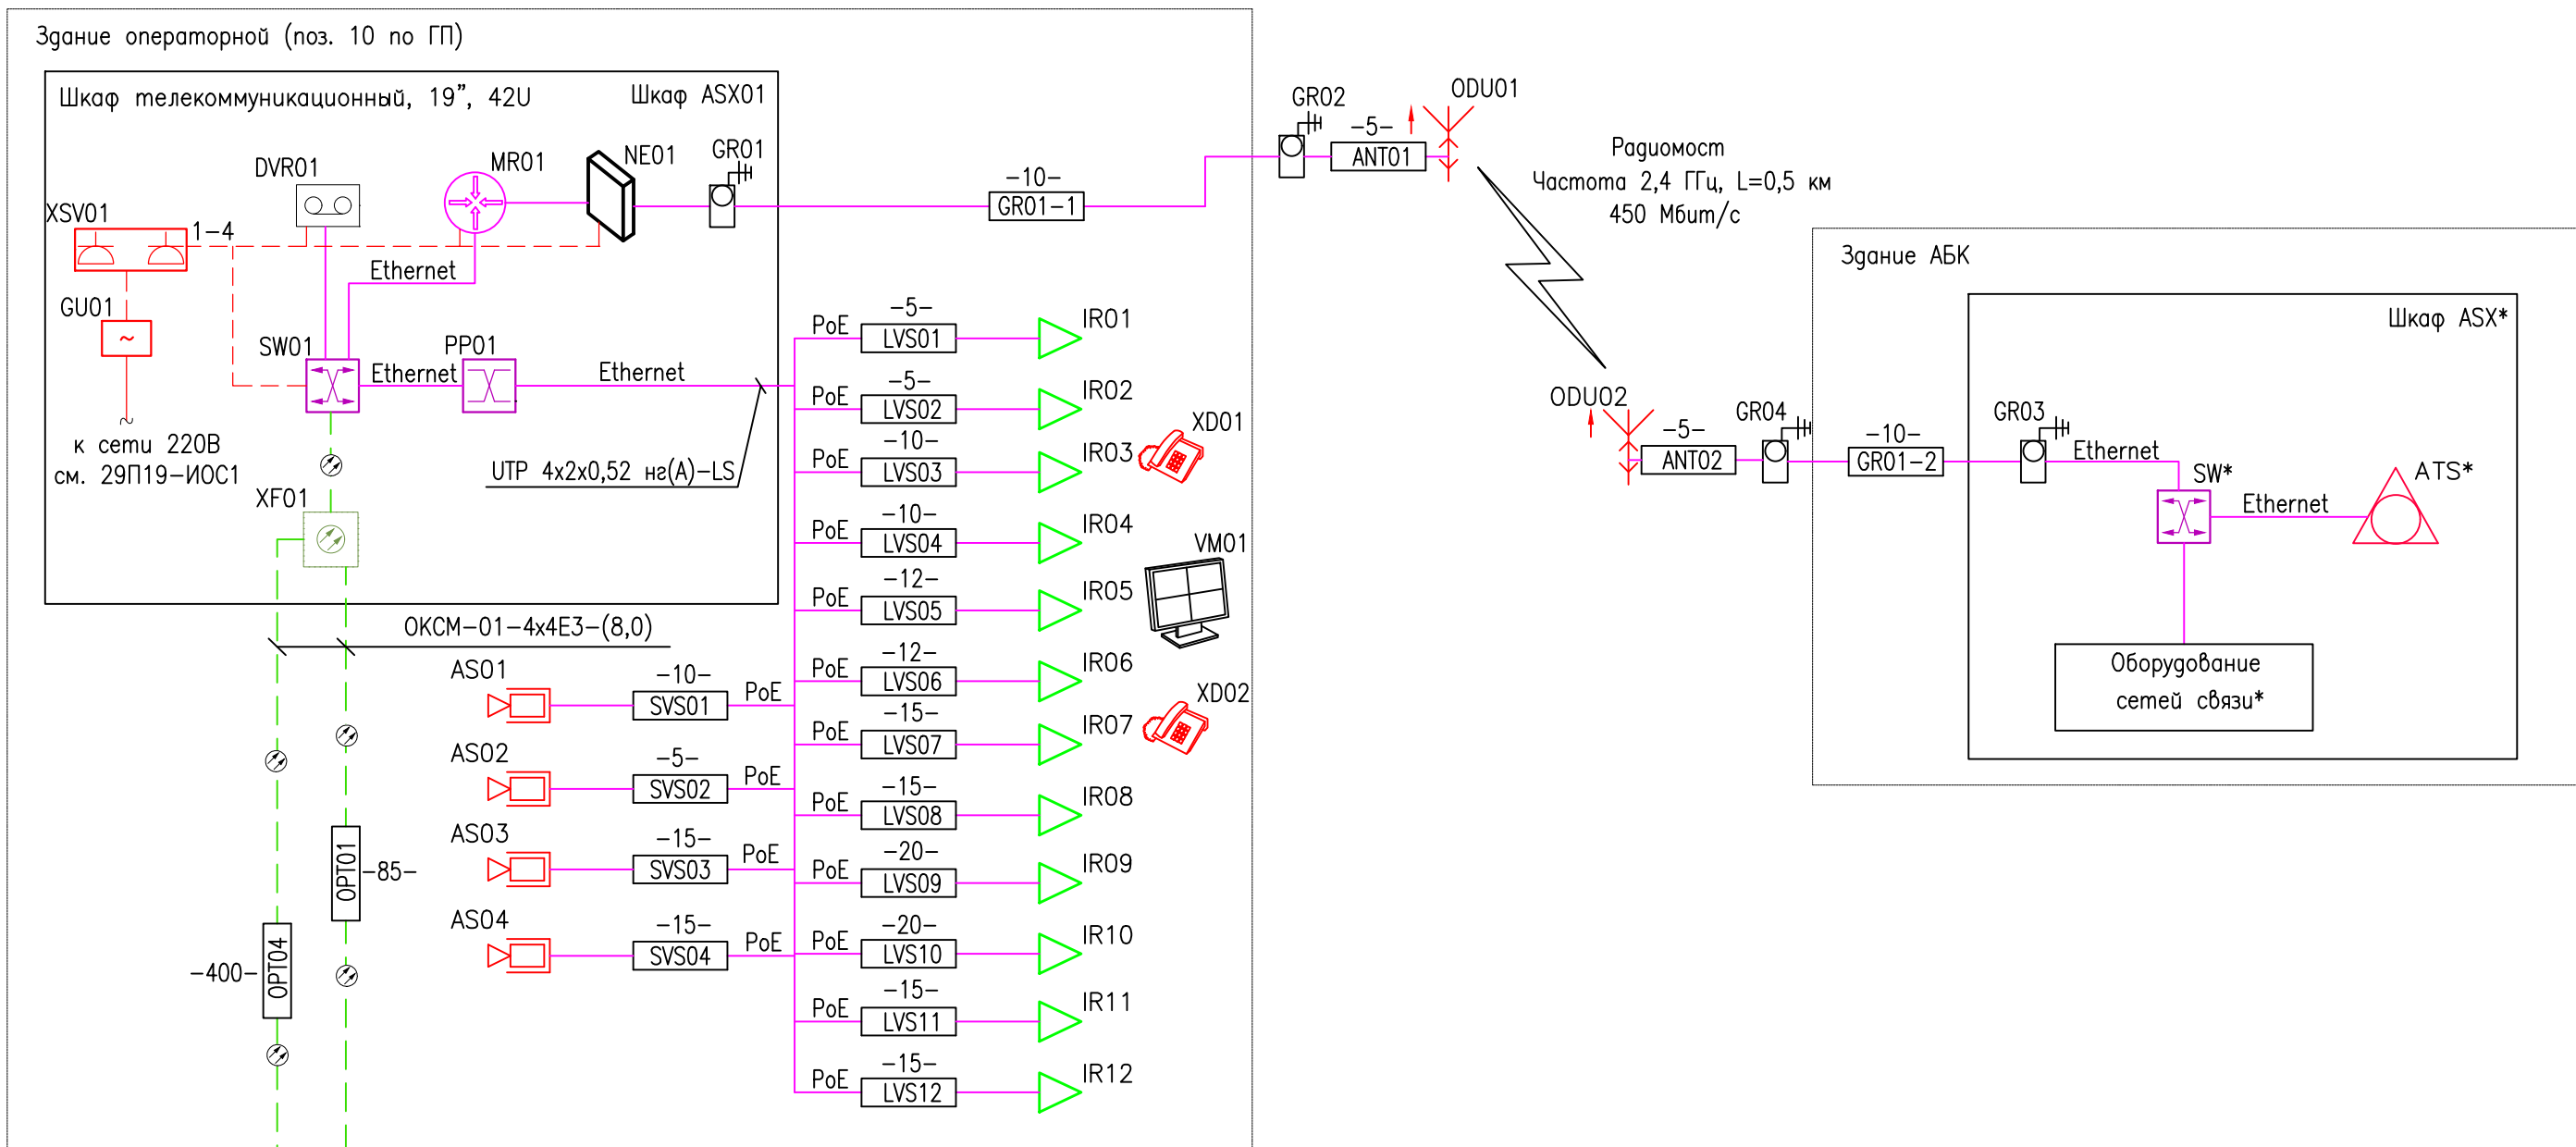 Здание операторной (поз. 10 по ГП)
Шкаф телекоммуникационный, 19”, 42U
Шкаф ASX01
DVR01
MR01
NE01
GR01
XSV01
1-4
Ethernet
GU01
~
SW01
PP01
Ethernet
Ethernet
~
к сети 220В
см. 29П19-ИОС1
UTP 4x2x0,52 нг(А)-LS
XF01
ОКСМ-01-4х4Е3-(8,0)
-10-
GR01-1
GR02
-5-
ANT01
ODU01
Радиомост
Частота 2,4 ГГц, L=0,5 км
450 Мбит/с
ODU02
-5-
ANT02
GR04
Здание АБК
Шкаф ASX*
-10-
GR01-2
GR03
Ethernet
SW*
Ethernet
ATS*
Оборудование
сетей связи*
PoE
-5-
LVS01
IR01
PoE
-5-
LVS02
IR02
PoE
-10-
LVS03
IR03
XD01
PoE
-10-
LVS04
IR04
VM01
PoE
-12-
LVS05
IR05
PoE
-12-
LVS06
IR06
XD02
PoE
-15-
LVS07
IR07
PoE
-15-
LVS08
IR08
PoE
-20-
LVS09
IR09
PoE
-20-
LVS10
IR10
PoE
-15-
LVS11
IR11
PoE
-15-
LVS12
IR12
AS01
-10-
SVS01
PoE
AS02
-5-
SVS02
PoE
AS03
-15-
SVS03
PoE
AS04
-15-
SVS04
PoE
OPT01
-85-
-400-
OPT04